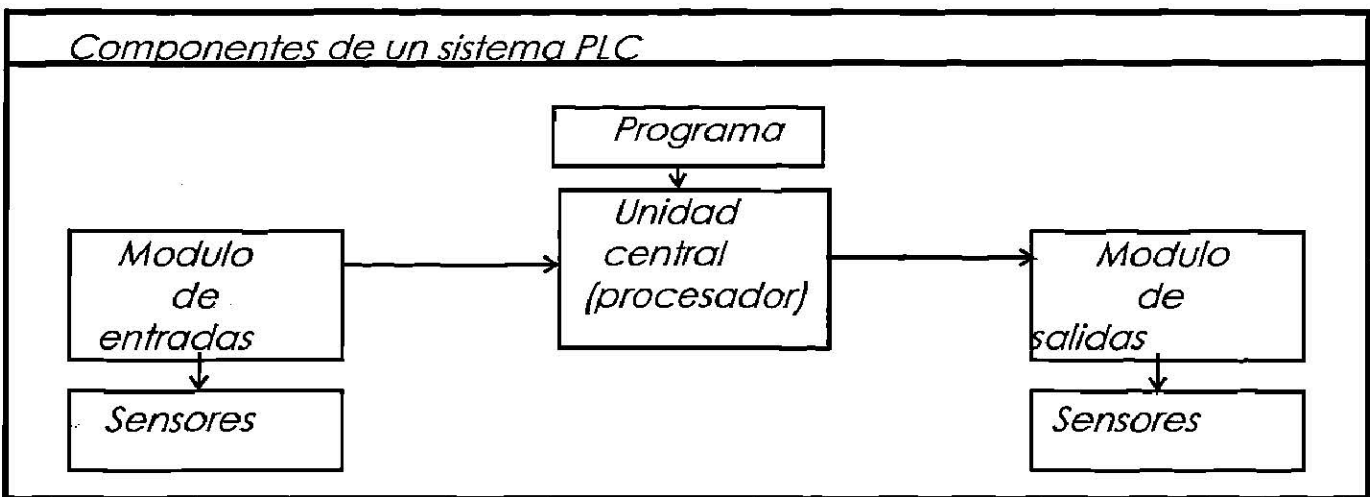 Componentes de un sistema PLC
Programa
Unidad
central
(procesador)
Modulo
de
entradas
Modulo
de
salidas
Sensores
Sensores